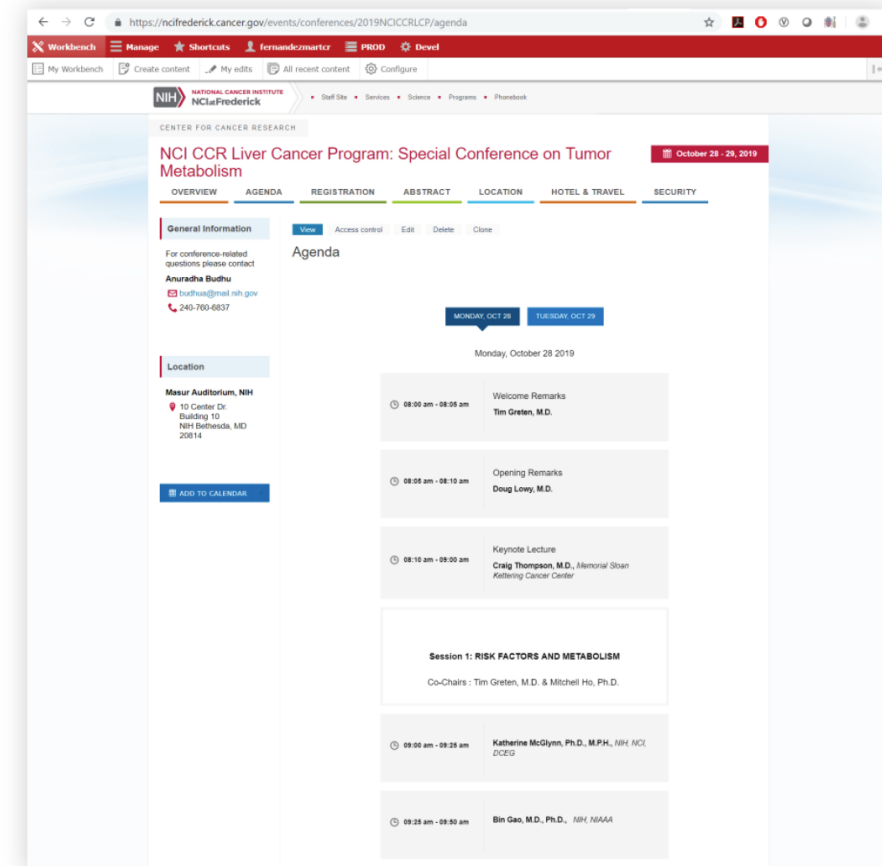 https://ncifrederick.cancer.gov/events/conferences/2019NCICCRLCP/agenda
Workbench Manage Shortcuts fernandezmartcr PROD Devel
My Workbench Create content My edits All recent content Configure
NIH NATIONAL CANCER INSTITUTE
NCIatFrederick
Staff Site Services Science Programs Phonebook
CENTER FOR CANCER RESEARCH
NCI CCR Liver Cancer Program: Special Conference on Tumor
Metabolism
October 28 - 29, 2019
OVERVIEW AGENDA REGISTRATION ABSTRACT LOCATION HOTEL & TRAVEL SECURITY
General Information
For conference-related
questions please contact
Anuradha Budhu
budhua@mail.nih.gov
240-760-6837
Location
Masur Auditorium, NIH
10 Center Dr.
Building 10
NIH Bethesda, MD
20814
ADD TO CALENDAR
View Access control Edit Delete Clone
Agenda
MONDAY, OCT 28 TUESDAY, OCT 29
Monday, October 28 2019
08:00 am - 08:05 am
Welcome Remarks
Tim Greten, M.D.
08:05 am - 08:10 am
Opening Remarks
Doug Lowy, M.D.
08:10 am - 09:00 am
Keynote Lecture
Craig Thompson, M.D., Memorial Sloan
Kettering Cancer Center
Session 1: RISK FACTORS AND METABOLISM
Co-Chairs : Tim Greten, M.D. & Mitchell Ho, Ph.D.
09:00 am - 09:25 am
Katherine McGlynn, Ph.D., M.P.H., NIH, NCI,
DCEG
09:25 am - 09:50 am
Bin Gao, M.D., Ph.D., NIH, NIAAA